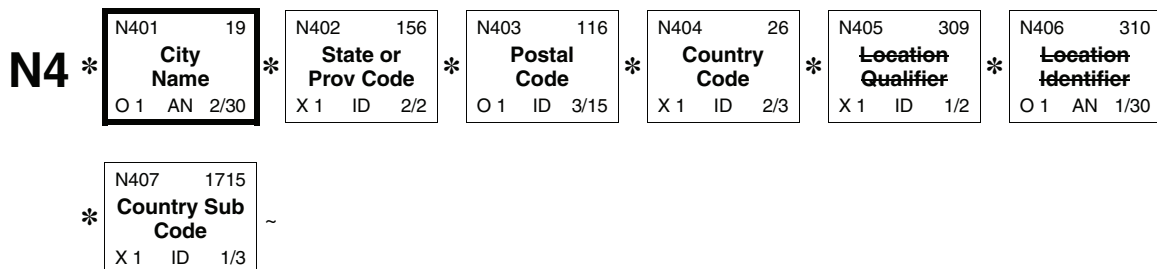 N4 *
N401 19
City
Name
O 1 AN 2/30
*
N402 156
State or
Prov Code
X 1 ID 2/2
*
N403 116
Postal
Code
O 1 ID 3/15
*
N404 26
Country
Code
X 1 ID 2/3
*
N405 309
Location
Qualifier
X 1 ID 1/2
*
N406 310
Location
Identifier
O 1 AN 1/30
*
N407 1715
Country Sub
Code
X 1 ID 1/3
~